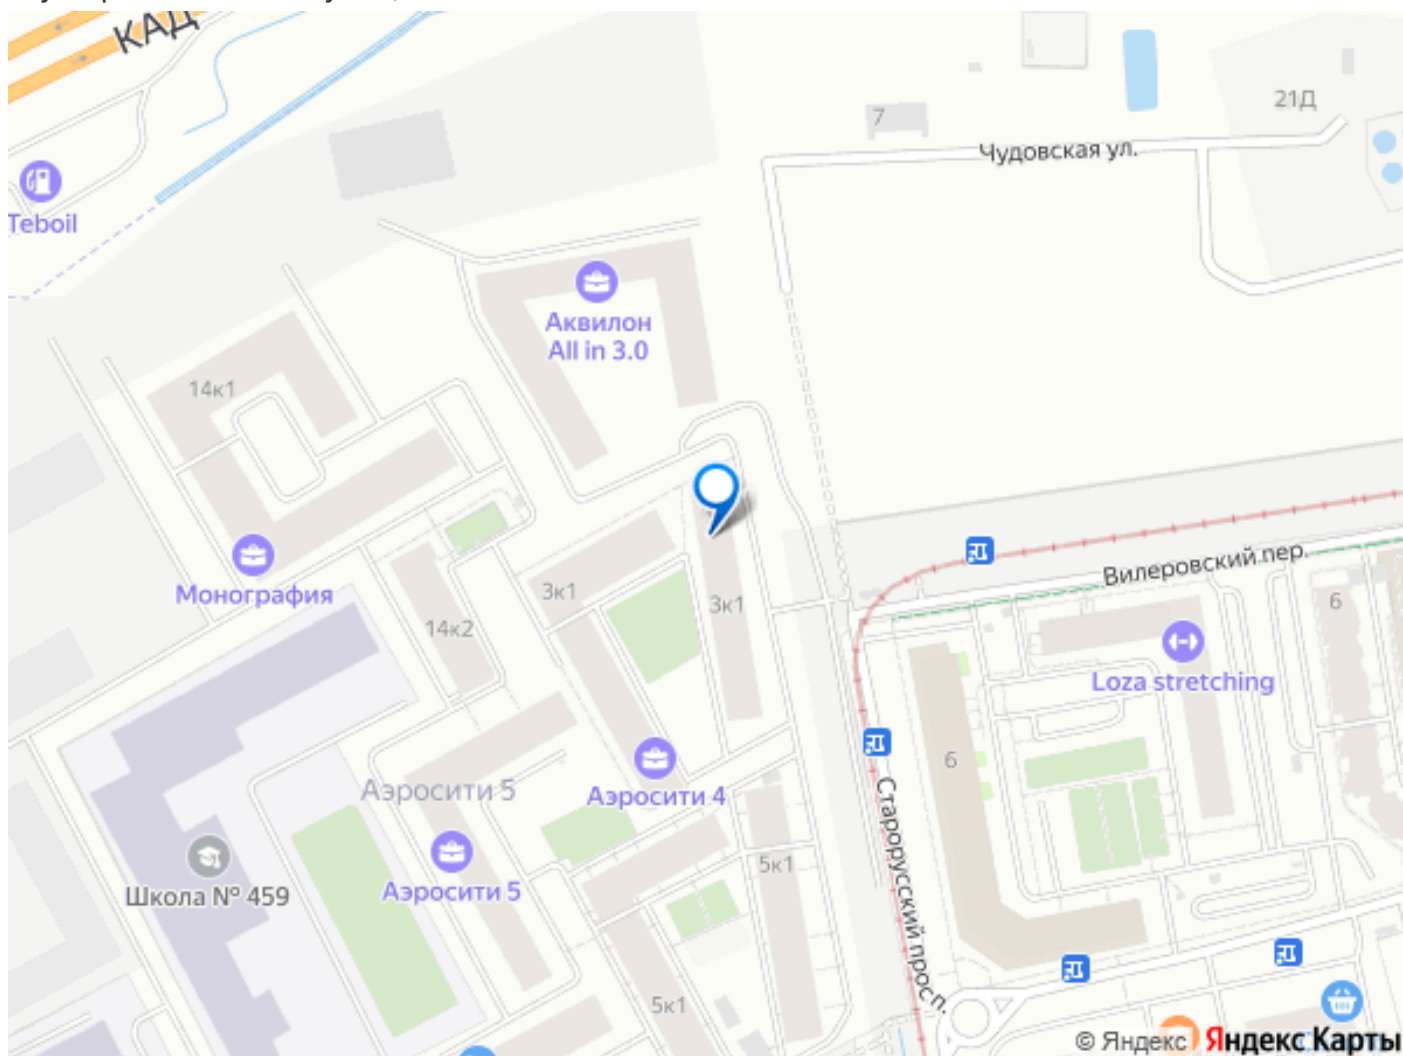 КАД
21Д
7
Чудовская ул.
Teboil
Аквилон
All in 3.0
14к1
Вилеровский пер.
Монография
3к1
3к1
6
14к2
Loza stretching
6
Аэросити 5
Аэросити 4
Старорусский просп.
5к1
Школа № 459
Аэросити 5
5к1
© Яндекс Яндекс Карты